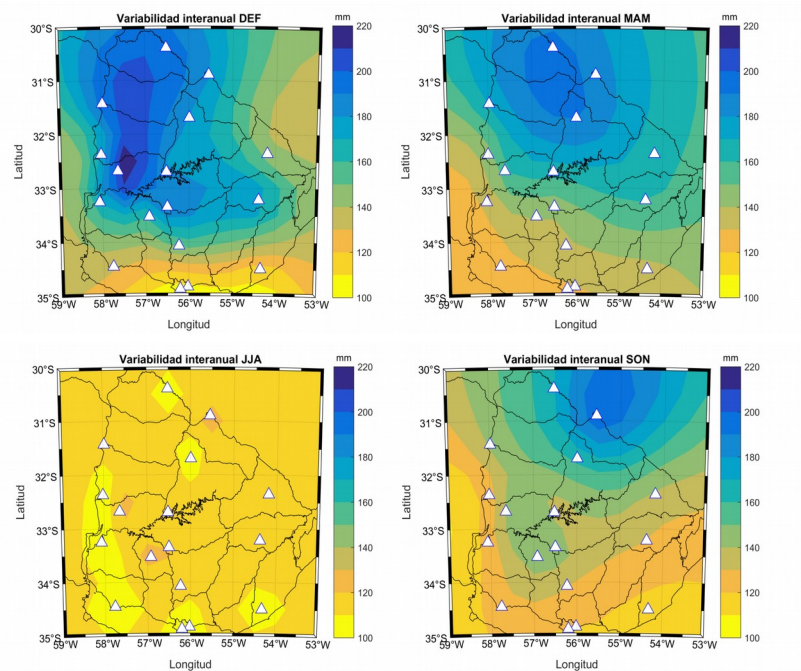 Variabilidad interanual DEF
mm
30°S
31°S
32°S
33°S
34°S
35°S
Latitud
59°W 58°W 57°W 56°W 55°W 54°W 53°W
Longitud
220
200
180
160
140
120
100
Variabilidad interanual MAM
mm
30°S
31°S
32°S
33°S
34°S
35°S
Latitud
59°W 58°W 57°W 56°W 55°W 54°W 53°W
Longitud
220
200
180
160
140
120
100
Variabilidad interanual JJA
mm
30°S
31°S
32°S
33°S
34°S
35°S
Latitud
59°W 58°W 57°W 56°W 55°W 54°W 53°W
Longitud
220
200
180
160
140
120
100
Variabilidad interanual SON
mm
30°S
31°S
32°S
33°S
34°S
35°S
Latitud
59°W 58°W 57°W 56°W 55°W 54°W 53°W
Longitud
220
200
180
160
140
120
100